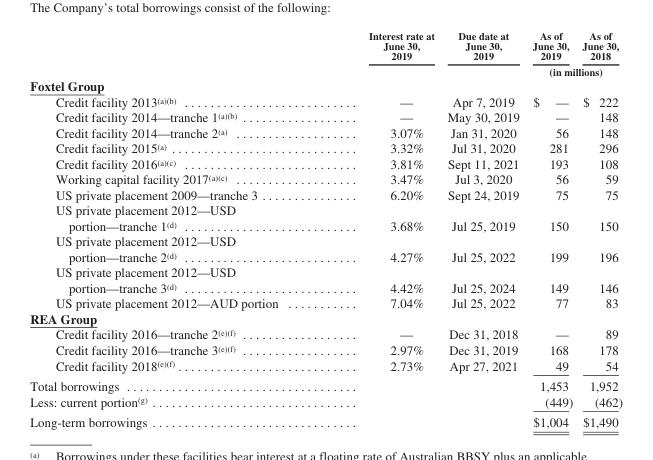 The Company's total borrowings consist of the following:
Interest rate at June 30, 2019 Due date at June 30, 2019 As of June 30, 2019 As of June 30, 2018
(in millions)
Foxtel Group
Credit facility 2013(a)(b) — Apr 7, 2019 $ — $ 222
Credit facility 2014—tranche 1(a)(b) — May 30, 2019 — 148
Credit facility 2014—tranche 2(a) 3.07% Jan 31, 2020 56 148
Credit facility 2015(a) 3.32% Jul 31, 2020 281 296
Credit facility 2016(a)(c) 3.81% Sept 11, 2021 193 108
Working capital facility 2017(a)(c) 3.47% Jul 3, 2020 56 59
US private placement 2009—tranche 3 6.20% Sept 24, 2019 75 75
US private placement 2012—USD
portion—tranche 1(d) 3.68% Jul 25, 2019 150 150
US private placement 2012—USD
portion—tranche 2(d) 4.27% Jul 25, 2022 199 196
US private placement 2012—USD
portion—tranche 3(d) 4.42% Jul 25, 2024 149 146
US private placement 2012—AUD portion 7.04% Jul 25, 2022 77 83
REA Group
Credit facility 2016—tranche 2(e)(f) — Dec 31, 2018 — 89
Credit facility 2016—tranche 3(e)(f) 2.97% Dec 31, 2019 168 178
Credit facility 2018(e)(f) 2.73% Apr 27, 2021 49 54
Total borrowings 1,453 1,952
Less: current portion(g) (449) (462)
Long-term borrowings $1,004 $1,490
(a) Borrowings under these facilities bear interest at a floating rate of Australian BBSY plus an applicable